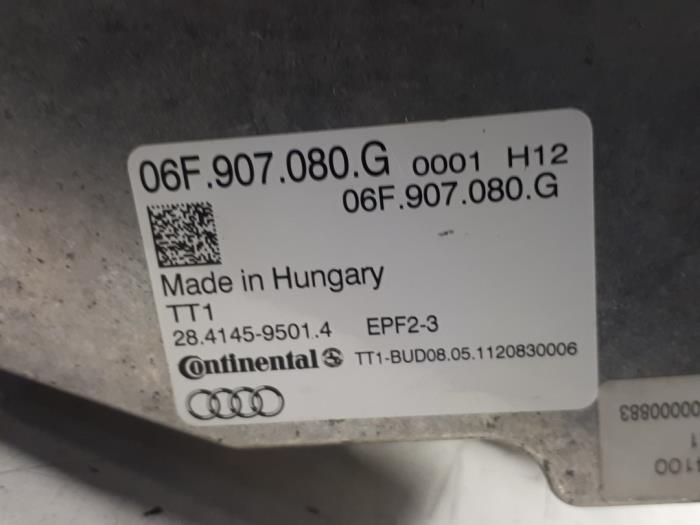 06F.907.080.G 0001 H12
06F.907.080.G
Made in Hungary
TT1
28.4145-9501.4 EPF2-3
Continental TT1-BUD08.05.1120830006
00000883
1